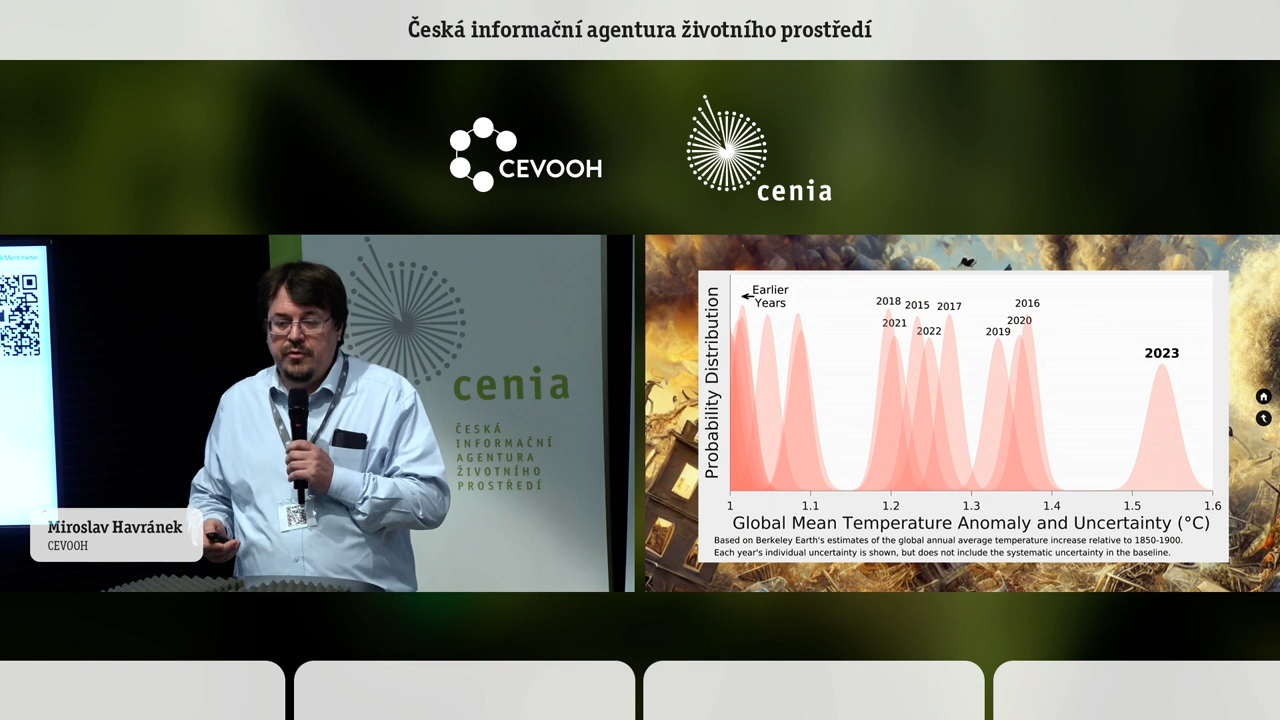 Česká informační agentura životního prostředí
CEVOOH
cenia
Mentimeter
cenia
ČESKÁ
INFORMAČNÍ
AGENTURA
ŽIVOTNÍHO
PROSTŘEDÍ
Miroslav Havránek
CEVOOH
Probability Distribution
Earlier
Years
2018
2015
2017
2016
2021
2022
2020
2019
2023
1
1.1
1.2
1.3
1.4
1.5
1.6
Global Mean Temperature Anomaly and Uncertainty (°C)
Based on Berkeley Earth's estimates of the global annual average temperature increase relative to 1850-1900.
Each year's individual uncertainty is shown, but does not include the systematic uncertainty in the baseline.